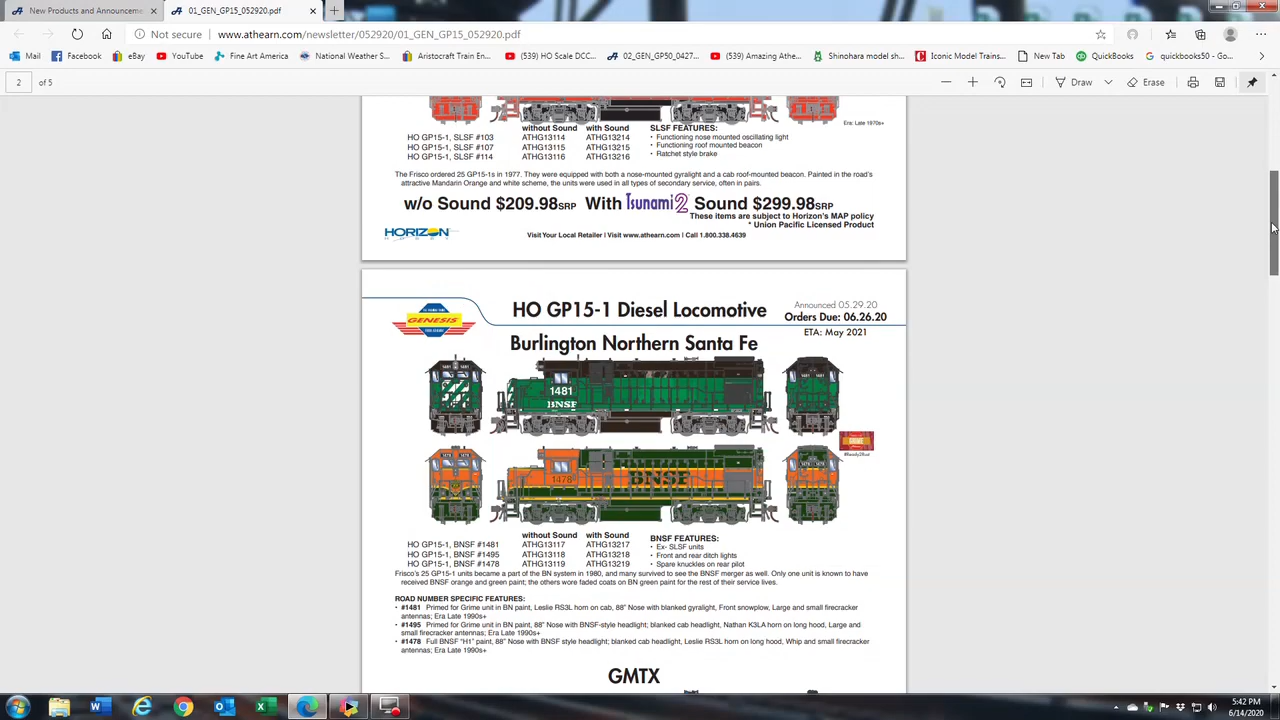 New Products and Announcemen
01_GEN_GP15_052920.pdf
Not secure | www.athearn.com/newsletter/052920/01_GEN_GP15_052920.pdf
Mail
Facebook
eBay
YouTube
Fine Art America
National Weather S...
Aristocraft Train En...
(539) HO Scale DCC...
02_GEN_GP50_0427...
(539) Amazing Athe...
Shinohara model sh...
Iconic Model Trains...
New Tab
QuickBooks
quickbooks50 - Go...
2 of 5
Draw
Erase
Era: Late 1970s+
without Sound with Sound SLSF FEATURES:
HO GP15-1, SLSF #103 ATHG13114 ATHG13214 • Functioning nose mounted oscillating light
HO GP15-1, SLSF #107 ATHG13115 ATHG13215 • Functioning roof mounted beacon
HO GP15-1, SLSF #114 ATHG13116 ATHG13216 • Ratchet style brake
The Frisco ordered 25 GP15-1s in 1977. They were equipped with both a nose-mounted gyralight and a cab roof-mounted beacon. Painted in the road's
attractive Mandarin Orange and white scheme, the units were used in all types of secondary service, often in pairs.
w/o Sound $209.98SRP With Tsunami2 Sound $299.98SRP
These items are subject to Horizon's MAP policy
* Union Pacific Licensed Product
HORIZON
HOBBY
Visit Your Local Retailer | Visit www.athearn.com | Call 1.800.338.4639
GENESIS
HO GP15-1 Diesel Locomotive
Announced 05.29.20
Orders Due: 06.26.20
ETA: May 2021
Burlington Northern Santa Fe
1481 1481
1481
BNSF
1481
GRIME
#Ready2Rust
1478 1478
1478
BNSF
1478 1478
without Sound with Sound BNSF FEATURES:
HO GP15-1, BNSF #1481 ATHG13117 ATHG13217 • Ex- SLSF units
HO GP15-1, BNSF #1495 ATHG13118 ATHG13218 • Front and rear ditch lights
HO GP15-1, BNSF #1478 ATHG13119 ATHG13219 • Spare knuckles on rear pilot
Frisco's 25 GP15-1 units became a part of the BN system in 1980, and many survived to see the BNSF merger as well. Only one unit is known to have
received BNSF orange and green paint; the others wore faded coats on BN green paint for the rest of their service lives.
ROAD NUMBER SPECIFIC FEATURES:
• #1481 Primed for Grime unit in BN paint, Leslie RS3L horn on cab, 88" Nose with blanked gyralight, Front snowplow, Large and small firecracker
antennas; Era Late 1990s+
• #1495 Primed for Grime unit in BN paint, 88" Nose with BNSF-style headlight; blanked cab headlight, Nathan K3LA horn on long hood, Large and
small firecracker antennas; Era Late 1990s+
• #1478 Full BNSF "H1" paint, 88" Nose with BNSF style headlight; blanked cab headlight, Leslie RS3L horn on long hood, Whip and small firecracker
antennas; Era Late 1990s+
GMTX
5:42 PM
6/14/2020